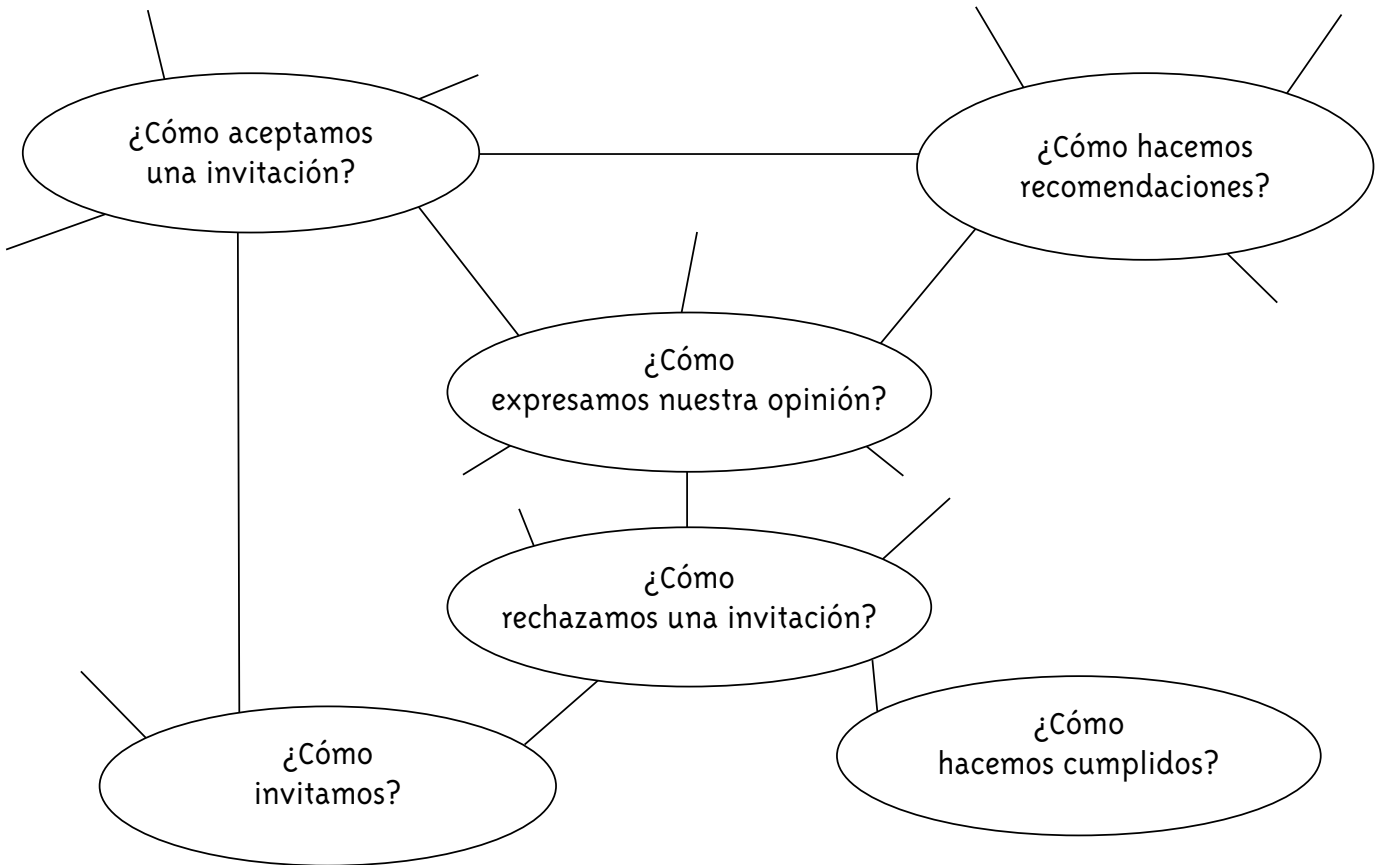 ¿Cómo aceptamos
una invitación?
¿Cómo hacemos
recomendaciones?
¿Cómo
expresamos nuestra opinión?
¿Cómo
rechazamos una invitación?
¿Cómo
invitamos?
¿Cómo
hacemos cumplidos?